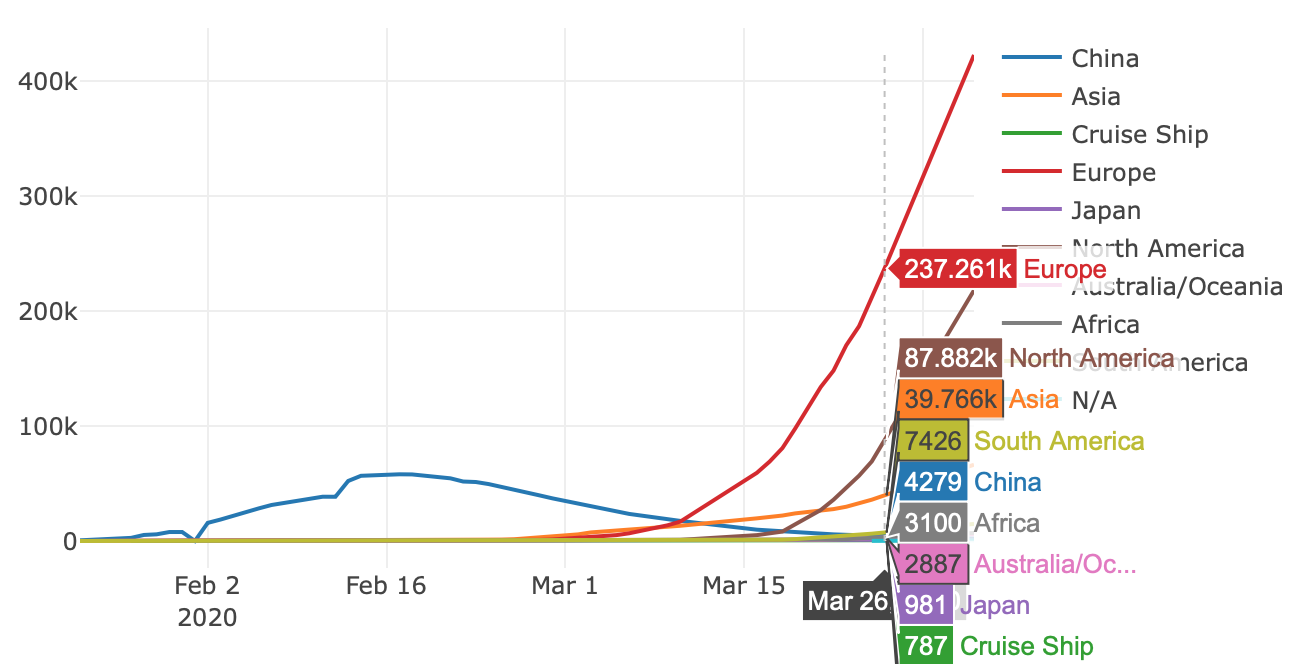 400k
300k
200k
100k
0
Feb 2
2020
Feb 16
Mar 1
Mar 15
Mar 26
China
Asia
Cruise Ship
Europe
Japan
North America
Australia/Oceania
Africa
South America
N/A
237.261k Europe
87.882k North America
39.766k Asia
7426 South America
4279 China
3100 Africa
2887 Australia/Oc...
981 Japan
787 Cruise Ship